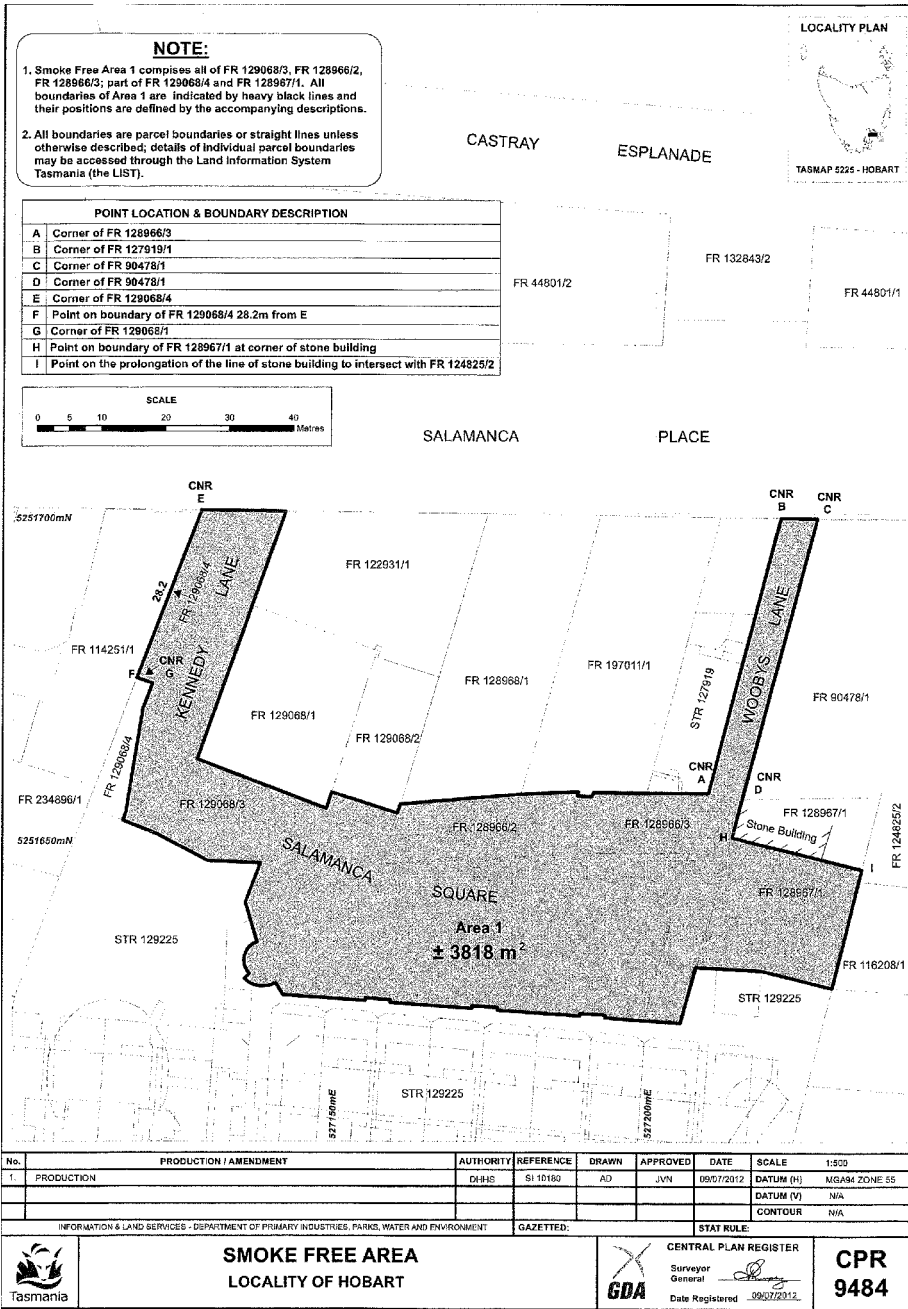 NOTE:
1. Smoke Free Area 1 compises all of FR 129068/3, FR 128966/2,
FR 128966/3; part of FR 129068/4 and FR 128967/1. All
boundaries of Area 1 are indicated by heavy black lines and
their positions are defined by the accompanying descriptions.
2. All boundaries are parcel boundaries or straight lines unless
otherwise described; details of individual parcel boundaries
may be accessed through the Land Information System
Tasmania (the LIST).
LOCALITY PLAN
TASMAP 5225 - HOBART
CASTRAY ESPLANADE
POINT LOCATION & BOUNDARY DESCRIPTION
A Corner of FR 128966/3
B Corner of FR 127919/1
C Corner of FR 90478/1
D Corner of FR 90478/1
E Corner of FR 129068/4
F Point on boundary of FR 129068/4 28.2m from E
G Corner of FR 129068/1
H Point on boundary of FR 128967/1 at corner of stone building
I Point on the prolongation of the line of stone building to intersect with FR 124825/2
FR 44801/2
FR 132843/2
FR 44801/1
SCALE
0 5 10 20 30 40
Metres
SALAMANCA PLACE
CNR
E
CNR
B
CNR
C
5251700mN
28.2
FR 129068/4
KENNEDY LANE
FR 122931/1
FR 114251/1
F
CNR
G
FR 129068/1
FR 129068/2
FR 128968/1
FR 197011/1
STR 127919
WOOBYS LANE
FR 90478/1
CNR
A
CNR
D
FR 129068/4
FR 234896/1
FR 129068/3
FR 128966/2
FR 128966/3
FR 128967/1
Stone Building
H
FR 124825/2
5251650mN
I
SALAMANCA
SQUARE
FR 128967/1
Area 1
± 3818 m²
STR 129225
FR 116208/1
STR 129225
STR 129225
527150mE
527200mE
No. PRODUCTION / AMENDMENT AUTHORITY REFERENCE DRAWN APPROVED DATE SCALE 1:500
1. PRODUCTION DHHS SI 10180 AD JVN 09/07/2012 DATUM (H) MGA94 ZONE 55
DATUM (V) N/A
CONTOUR N/A
INFORMATION & LAND SERVICES - DEPARTMENT OF PRIMARY INDUSTRIES, PARKS, WATER AND ENVIRONMENT GAZETTED: STAT RULE:
Tasmania
SMOKE FREE AREA
LOCALITY OF HOBART
GDA
CENTRAL PLAN REGISTER
Surveyor
General
Date Registered 09/07/2012
CPR
9484